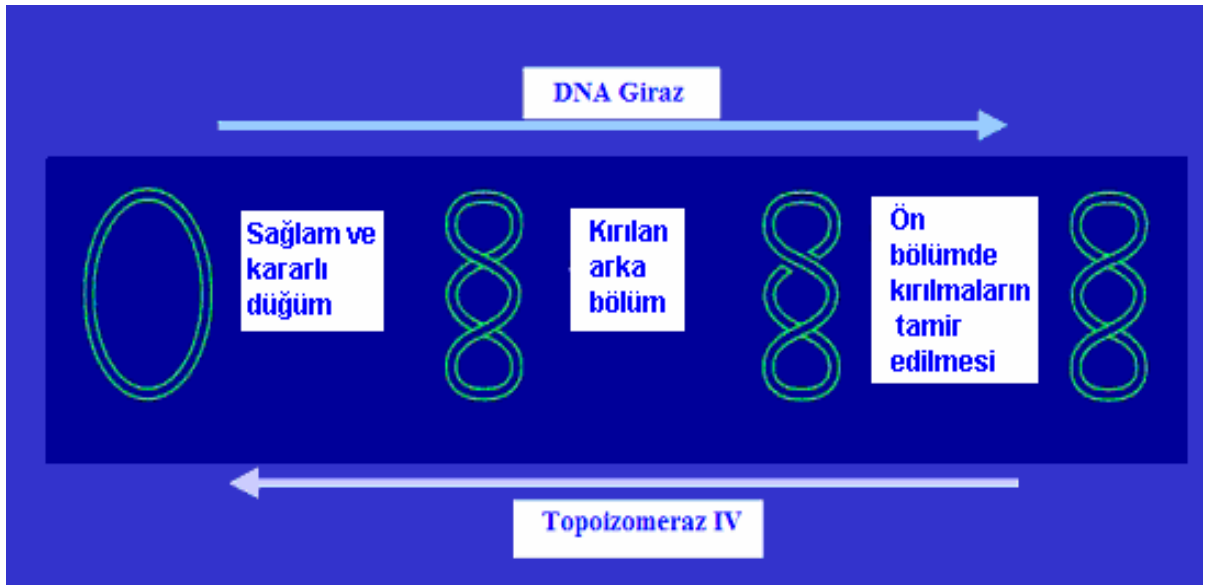 DNA Giraz
Sağlam ve
kararlı
düğüm
Kırılan
arka
bölüm
Ön
bölümde
kırılmaların
tamir
edilmesi
Topoizomeraz IV